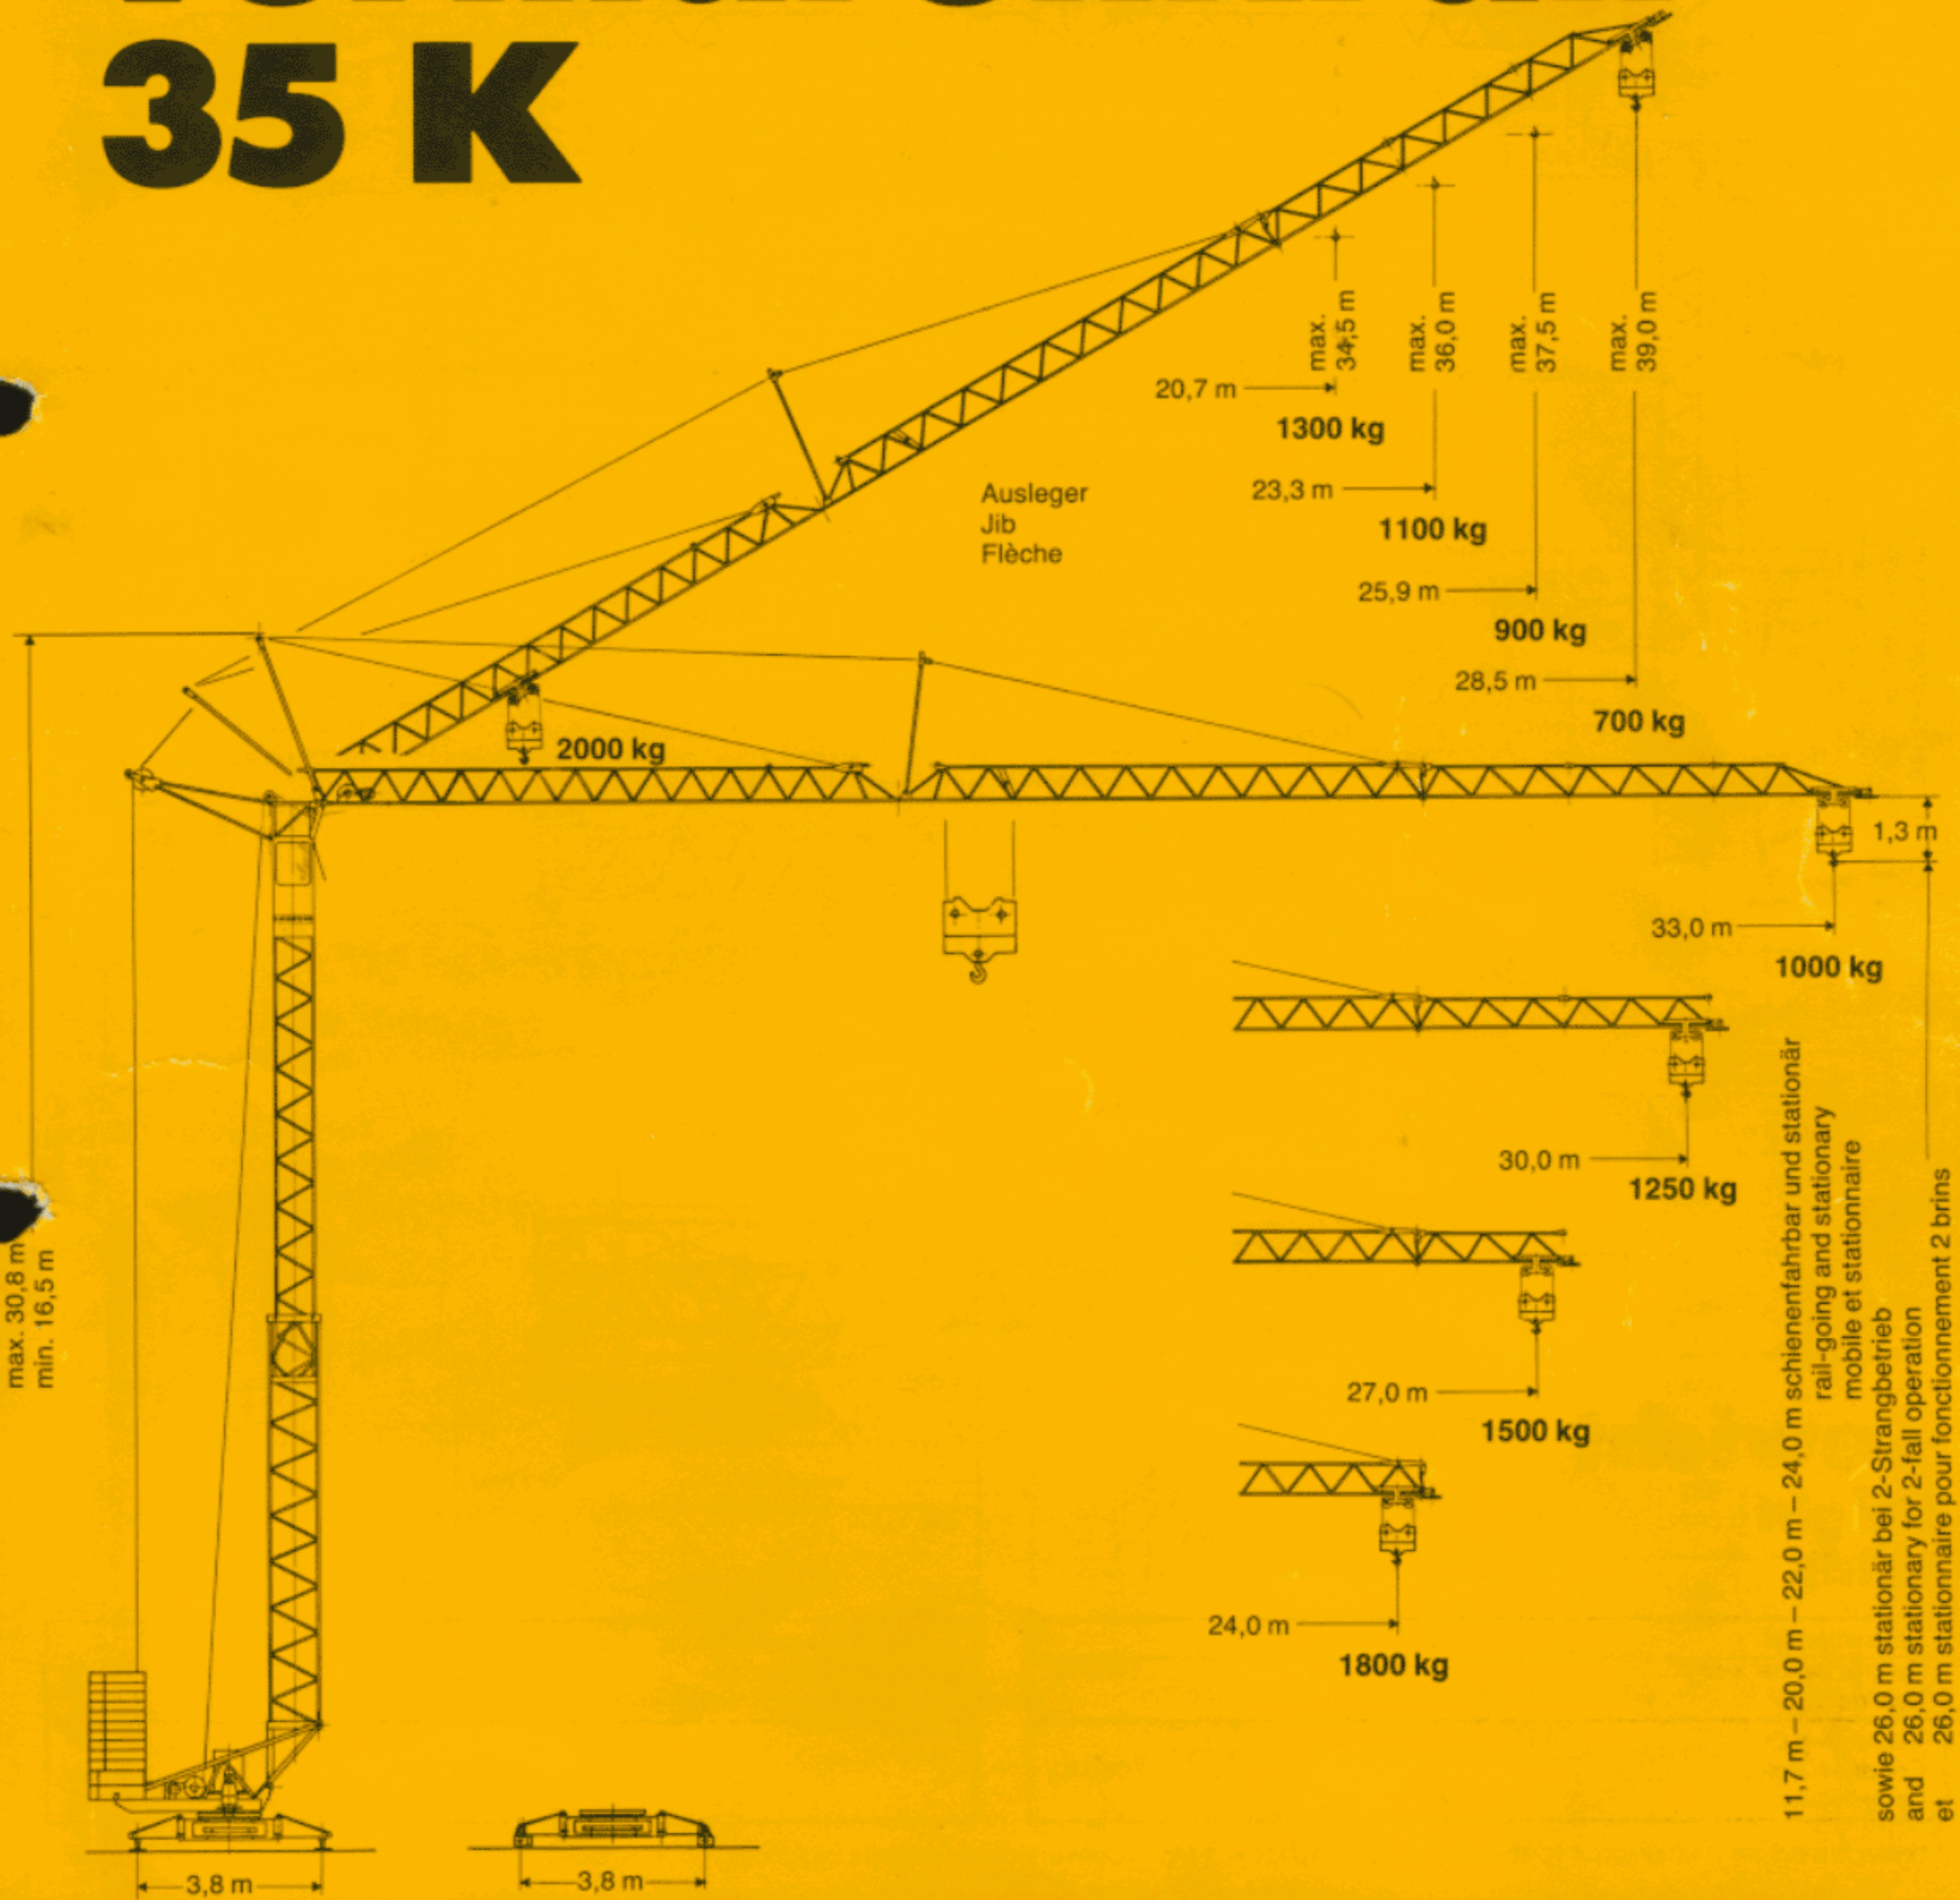 35 K
max.
34,5 m
max.
36,0 m
max.
37,5 m
max.
39,0 m
20,7 m
1300 kg
23,3 m
1100 kg
25,9 m
900 kg
28,5 m
700 kg
Ausleger
Jib
Flèche
2000 kg
1,3 m
33,0 m
1000 kg
30,0 m
1250 kg
27,0 m
1500 kg
24,0 m
1800 kg
max. 30,8 m
min. 16,5 m
11,7 m – 20,0 m – 22,0 m – 24,0 m schienenfahrbar und stationär
rail-going and stationary
mobile et stationnaire
sowie 26,0 m stationär bei 2-Strangbetrieb
and 26,0 m stationary for 2-fall operation
et 26,0 m stationnaire pour fonctionnement 2 brins
3,8 m
3,8 m